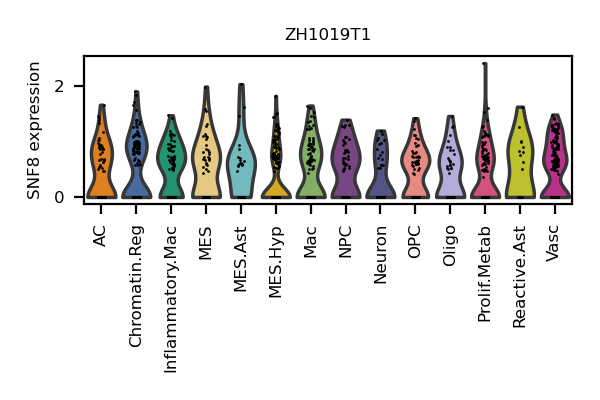 ZH1019T1
SNF8 expression
2
0
AC
Chromatin.Reg
Inflammatory.Mac
MES
MES.Ast
MES.Hyp
Mac
NPC
Neuron
OPC
Oligo
Prolif.Metab
Reactive.Ast
Vasc